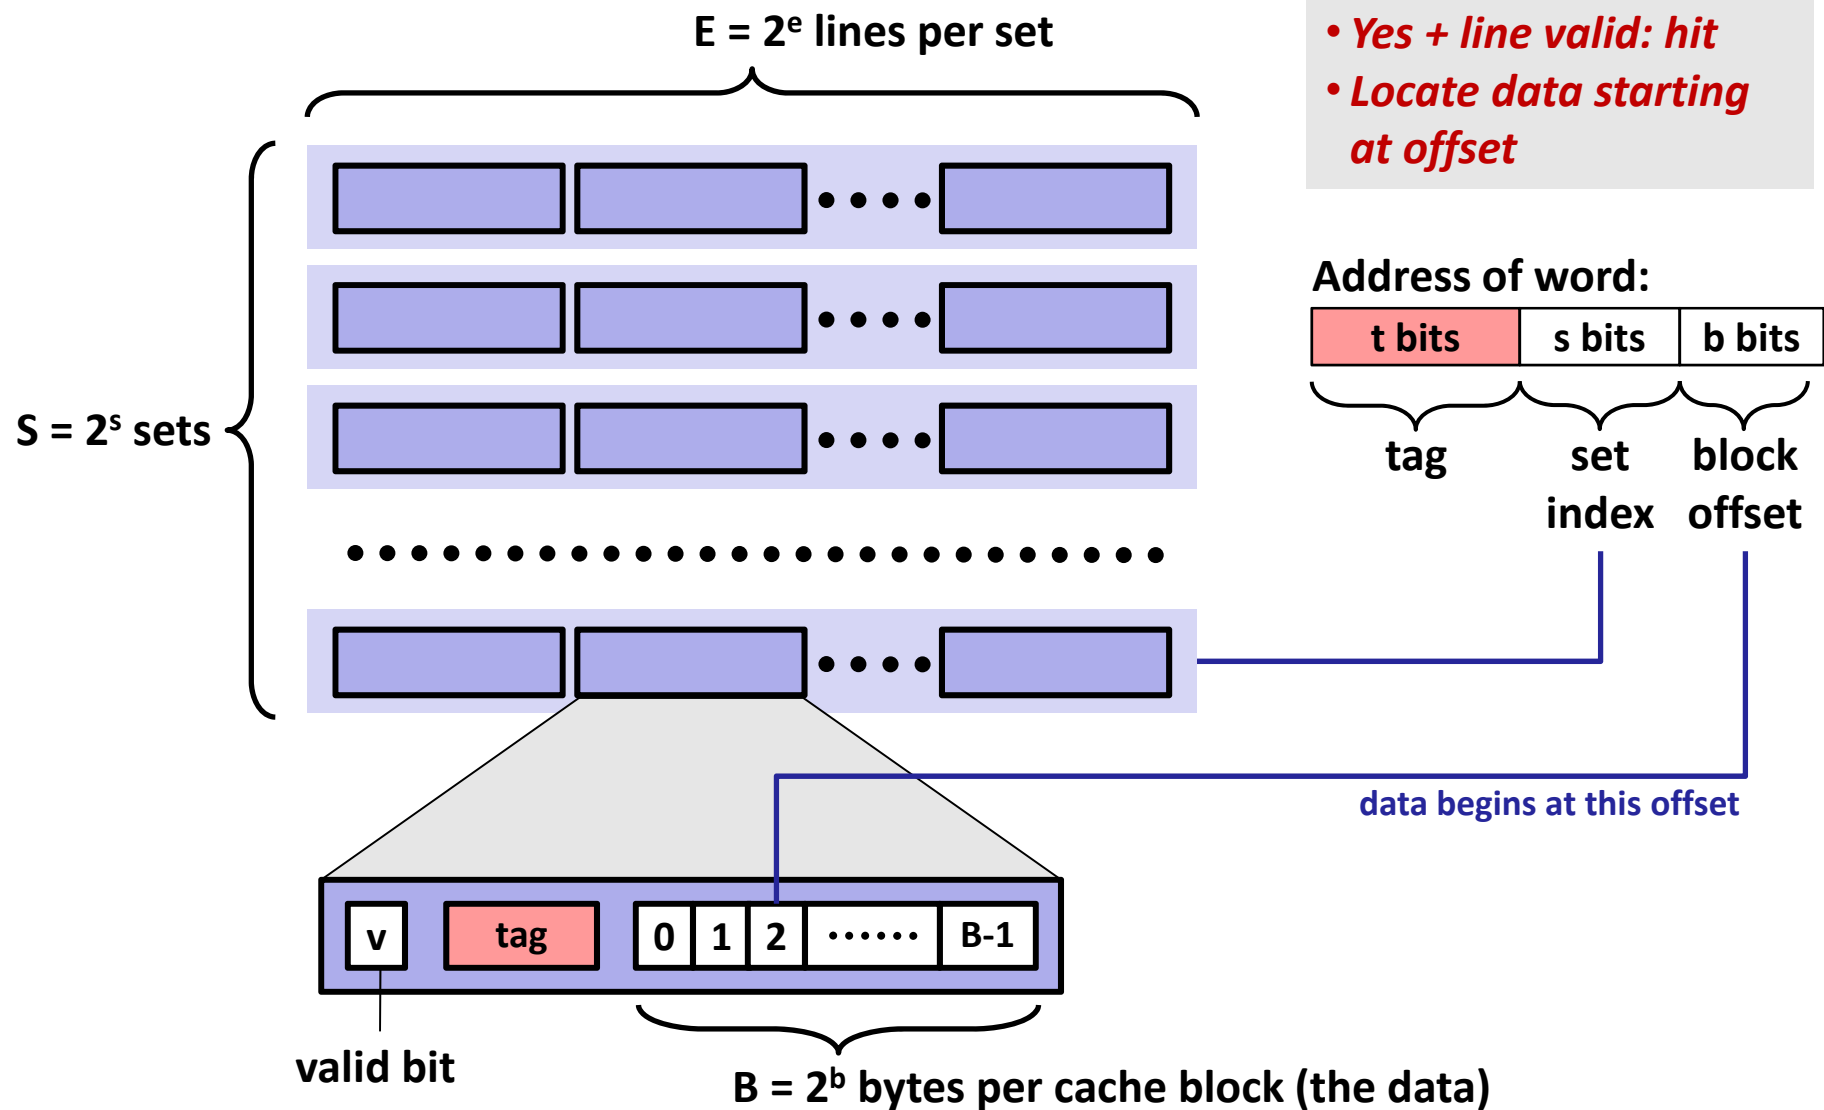 E = 2ᵉ lines per set
• Yes + line valid: hit
• Locate data starting
at offset
Address of word:
t bits s bits b bits
S = 2ˢ sets
tag set block
index offset
data begins at this offset
v tag 0 1 2 •••••• B-1
valid bit
B = 2ᵇ bytes per cache block (the data)